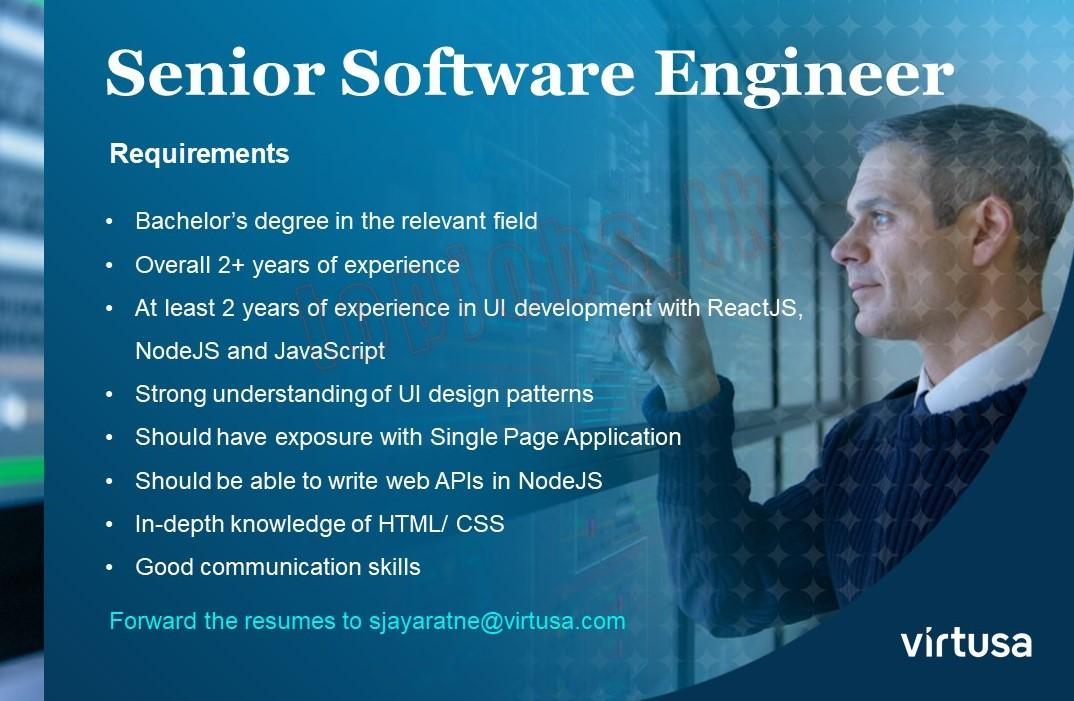 Senior Software Engineer
Requirements
• Bachelor’s degree in the relevant field
• Overall 2+ years of experience
• At least 2 years of experience in UI development with ReactJS,
NodeJS and JavaScript
• Strong understanding of UI design patterns
• Should have exposure with Single Page Application
• Should be able to write web APIs in NodeJS
• In-depth knowledge of HTML/ CSS
• Good communication skills
Forward the resumes to sjayaratne@virtusa.com
virtusa
topjobs.lk